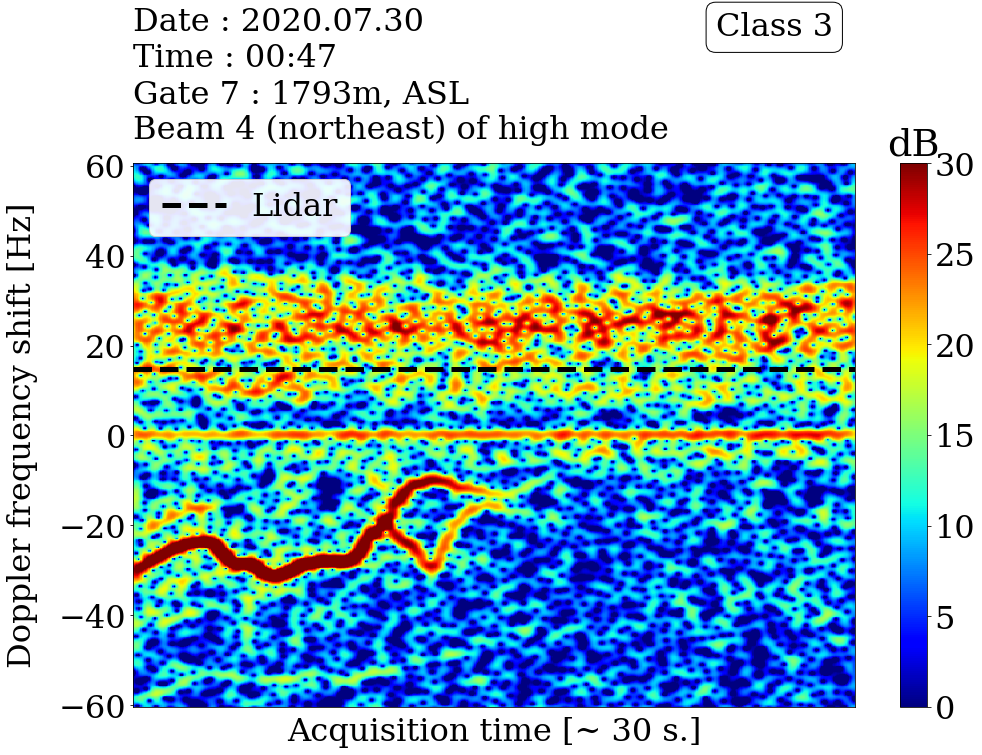 Date : 2020.07.30
Time : 00:47
Gate 7 : 1793m, ASL
Beam 4 (northeast) of high mode
Class 3
dB
Lidar
Doppler frequency shift [Hz]
60
40
20
0
−20
−40
−60
Acquisition time [~ 30 s.]
30
25
20
15
10
5
0